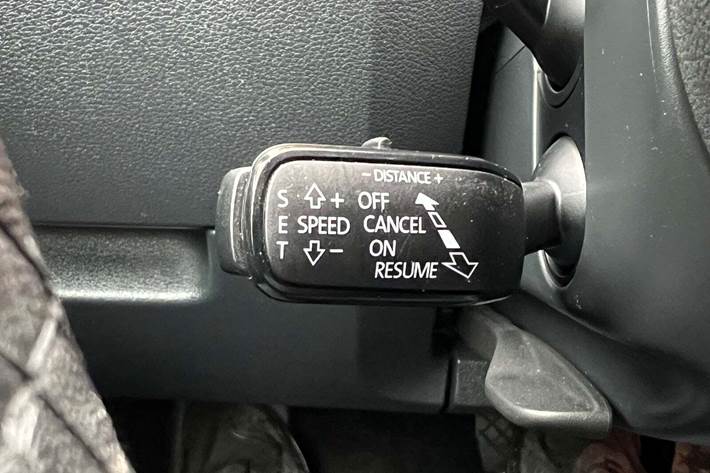 - DISTANCE +
S + OFF
E SPEED CANCEL
T - ON
RESUME